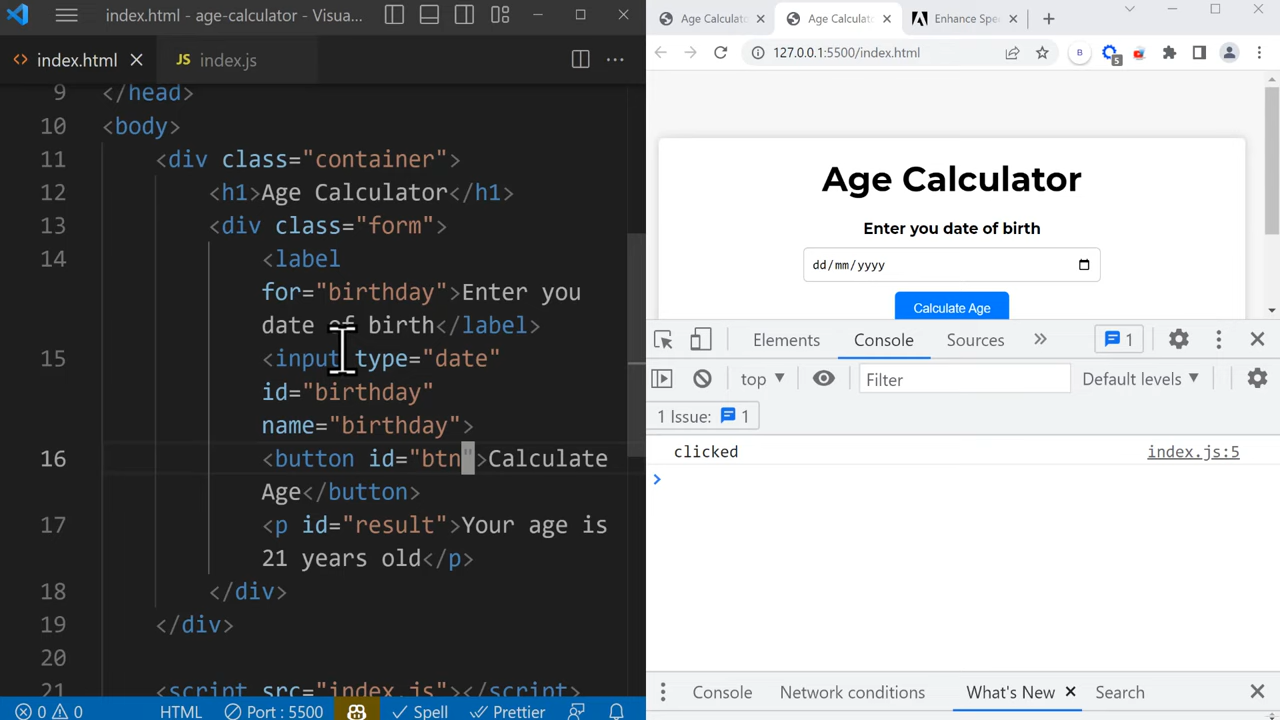 index.html - age-calculator - Visua...
index.html
JS index.js
9 </head>
10 <body>
11 <div class="container">
12 <h1>Age Calculator</h1>
13 <div class="form">
14 <label
for="birthday">Enter you
date of birth</label>
15 <input type="date"
id="birthday"
name="birthday">
16 <button id="btn">Calculate
Age</button>
17 <p id="result">Your age is
21 years old</p>
18 </div>
19 </div>
20
21 <script src="index.js"></script>
0 0 HTML Port : 5500 Spell Prettier
Age Calculato
Age Calculato
Enhance Spe
127.0.0.1:5500/index.html
B
5
Age Calculator
Enter you date of birth
dd/mm/yyyy
Calculate Age
Elements Console Sources 1
top Filter Default levels
1 Issue: 1
clicked index.js:5
Console Network conditions What's New Search